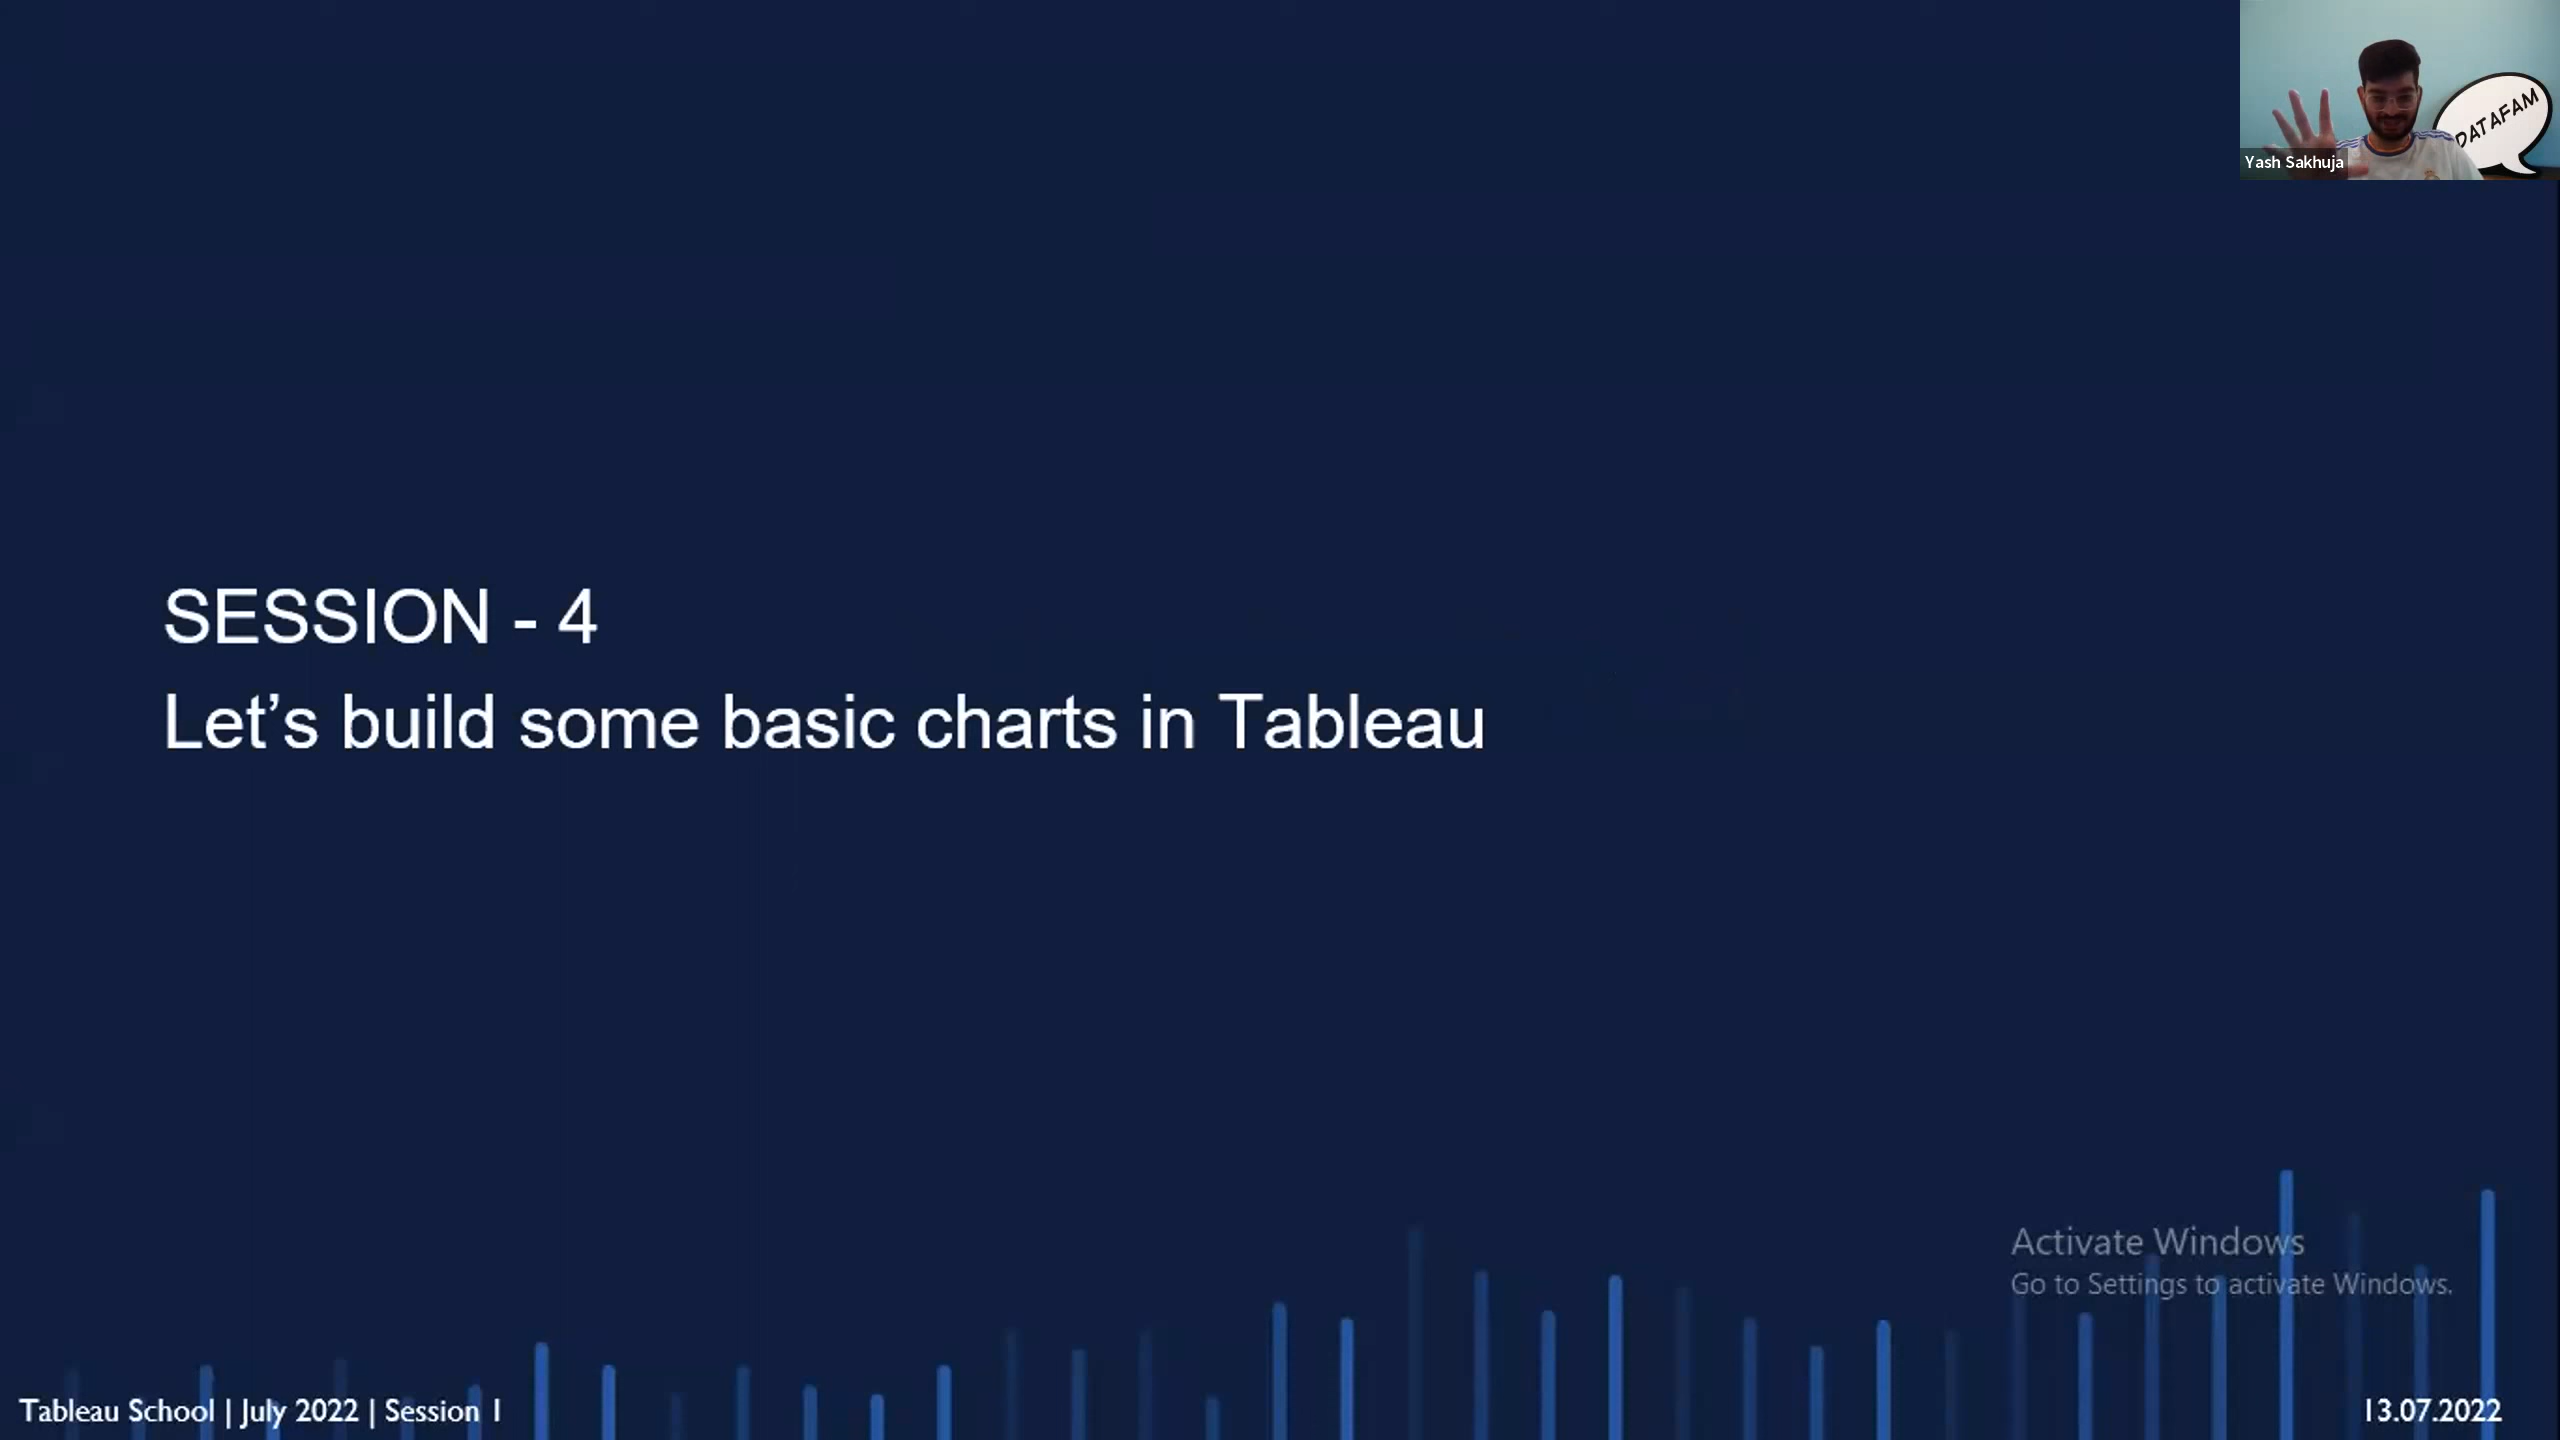 DATAFAM
Yash Sakhuja
SESSION - 4
Let’s build some basic charts in Tableau
Activate Windows
Go to Settings to activate Windows.
Tableau School | July 2022 | Session 1
13.07.2022